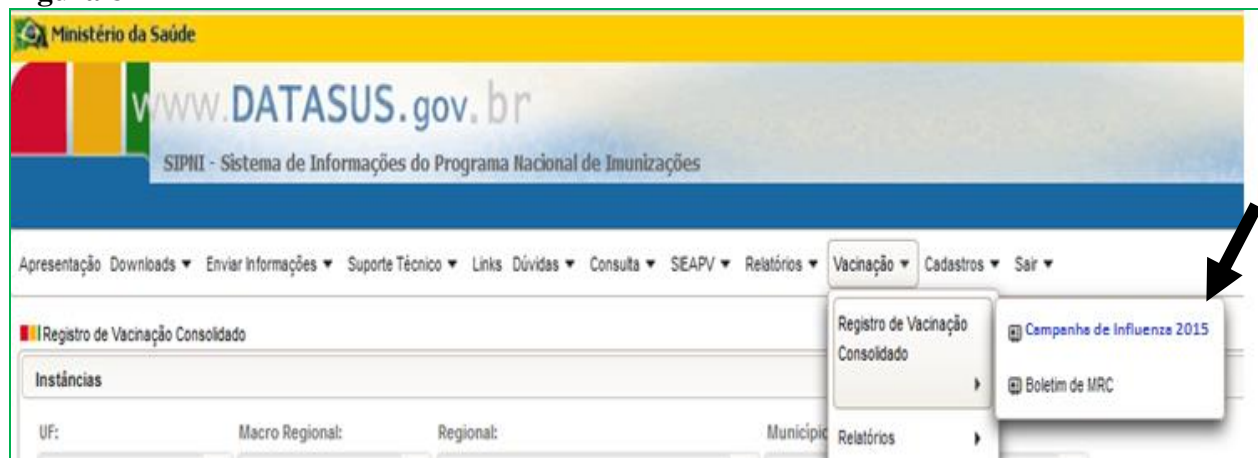 Ministério da Saúde
www.DATASUS.gov.br
SIPNI - Sistema de Informações do Programa Nacional de Imunizações
Apresentação Downloads Enviar Informações Suporte Técnico Links Dúvidas Consulta SIEAPV Relatórios Vacinação Cadastros Sair
Registro de Vacinação Consolidado
Instâncias
UF: Macro Regional: Regional:
Registro de Vacinação
Consolidado
Relatórios
Campanha de Influenza 2015
Boletim de MRC